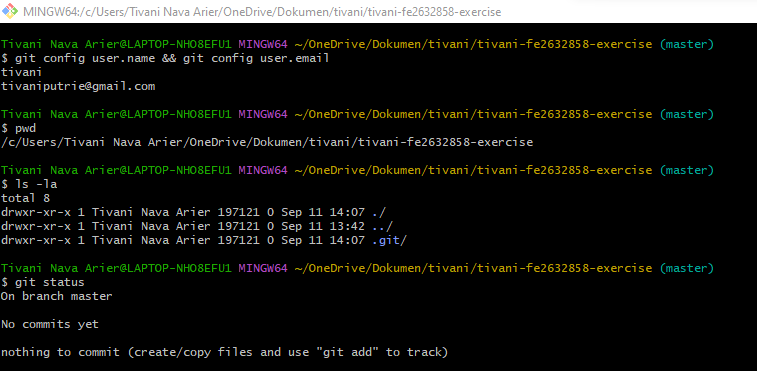 MINGW64:/c/Users/Tivani Nava Arier/OneDrive/Dokumen/tivani/tivani-fe2632858-exercise
Tivani Nava Arier@LAPTOP-NHO8EFU1 MINGW64 ~/OneDrive/Dokumen/tivani/tivani-fe2632858-exercise (master)
$ git config user.name && git config user.email
tivani
tivaniputrie@gmail.com
Tivani Nava Arier@LAPTOP-NHO8EFU1 MINGW64 ~/OneDrive/Dokumen/tivani/tivani-fe2632858-exercise (master)
$ pwd
/c/Users/Tivani Nava Arier/OneDrive/Dokumen/tivani/tivani-fe2632858-exercise
Tivani Nava Arier@LAPTOP-NHO8EFU1 MINGW64 ~/OneDrive/Dokumen/tivani/tivani-fe2632858-exercise (master)
$ ls -la
total 8
drwxr-xr-x 1 Tivani Nava Arier 197121 0 Sep 11 14:07 ./
drwxr-xr-x 1 Tivani Nava Arier 197121 0 Sep 11 13:42 ../
drwxr-xr-x 1 Tivani Nava Arier 197121 0 Sep 11 14:07 .git/
Tivani Nava Arier@LAPTOP-NHO8EFU1 MINGW64 ~/OneDrive/Dokumen/tivani/tivani-fe2632858-exercise (master)
$ git status
On branch master
No commits yet
nothing to commit (create/copy files and use "git add" to track)